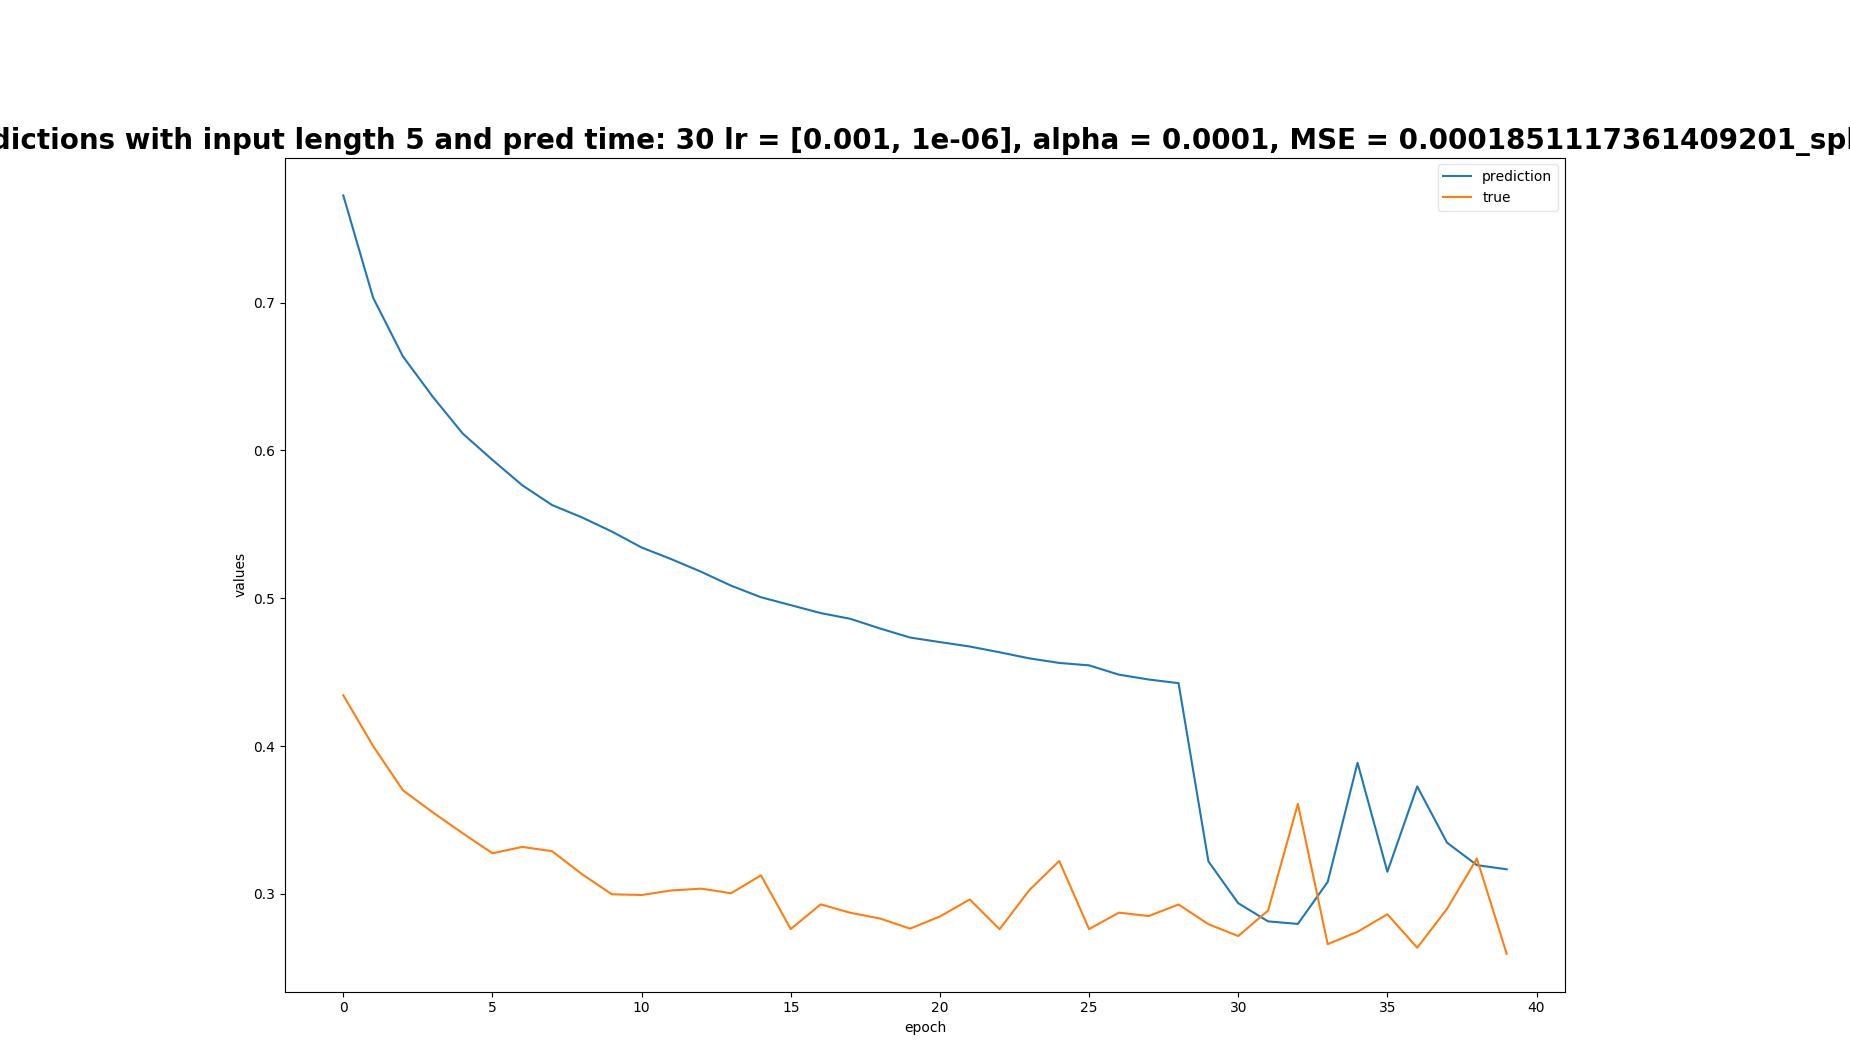 dictions with input length 5 and pred time: 30 lr = [0.001, 1e-06], alpha = 0.0001, MSE = 0.0001851117361409201_spl
prediction
true
0.7
0.6
0.5
0.4
0.3
values
0 5 10 15 20 25 30 35 40
epoch